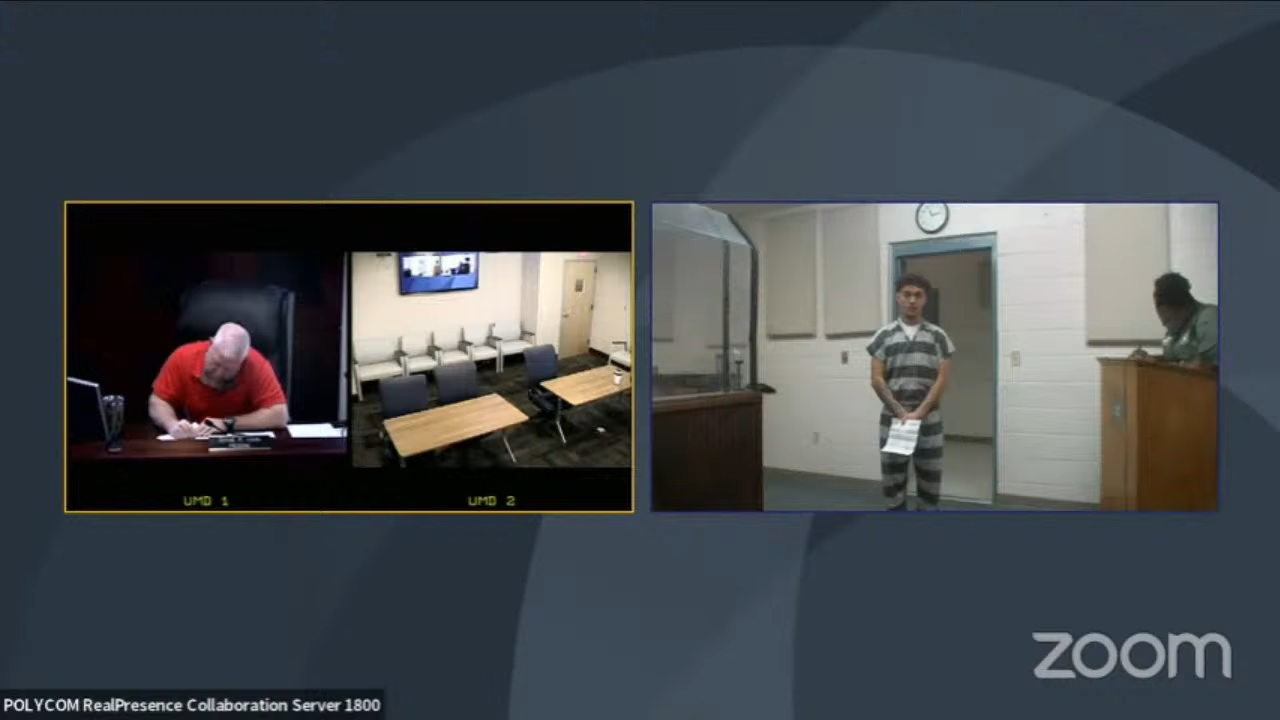 UMD 1
UMD 2
zoom
POLYCOM RealPresence Collaboration Server 1800